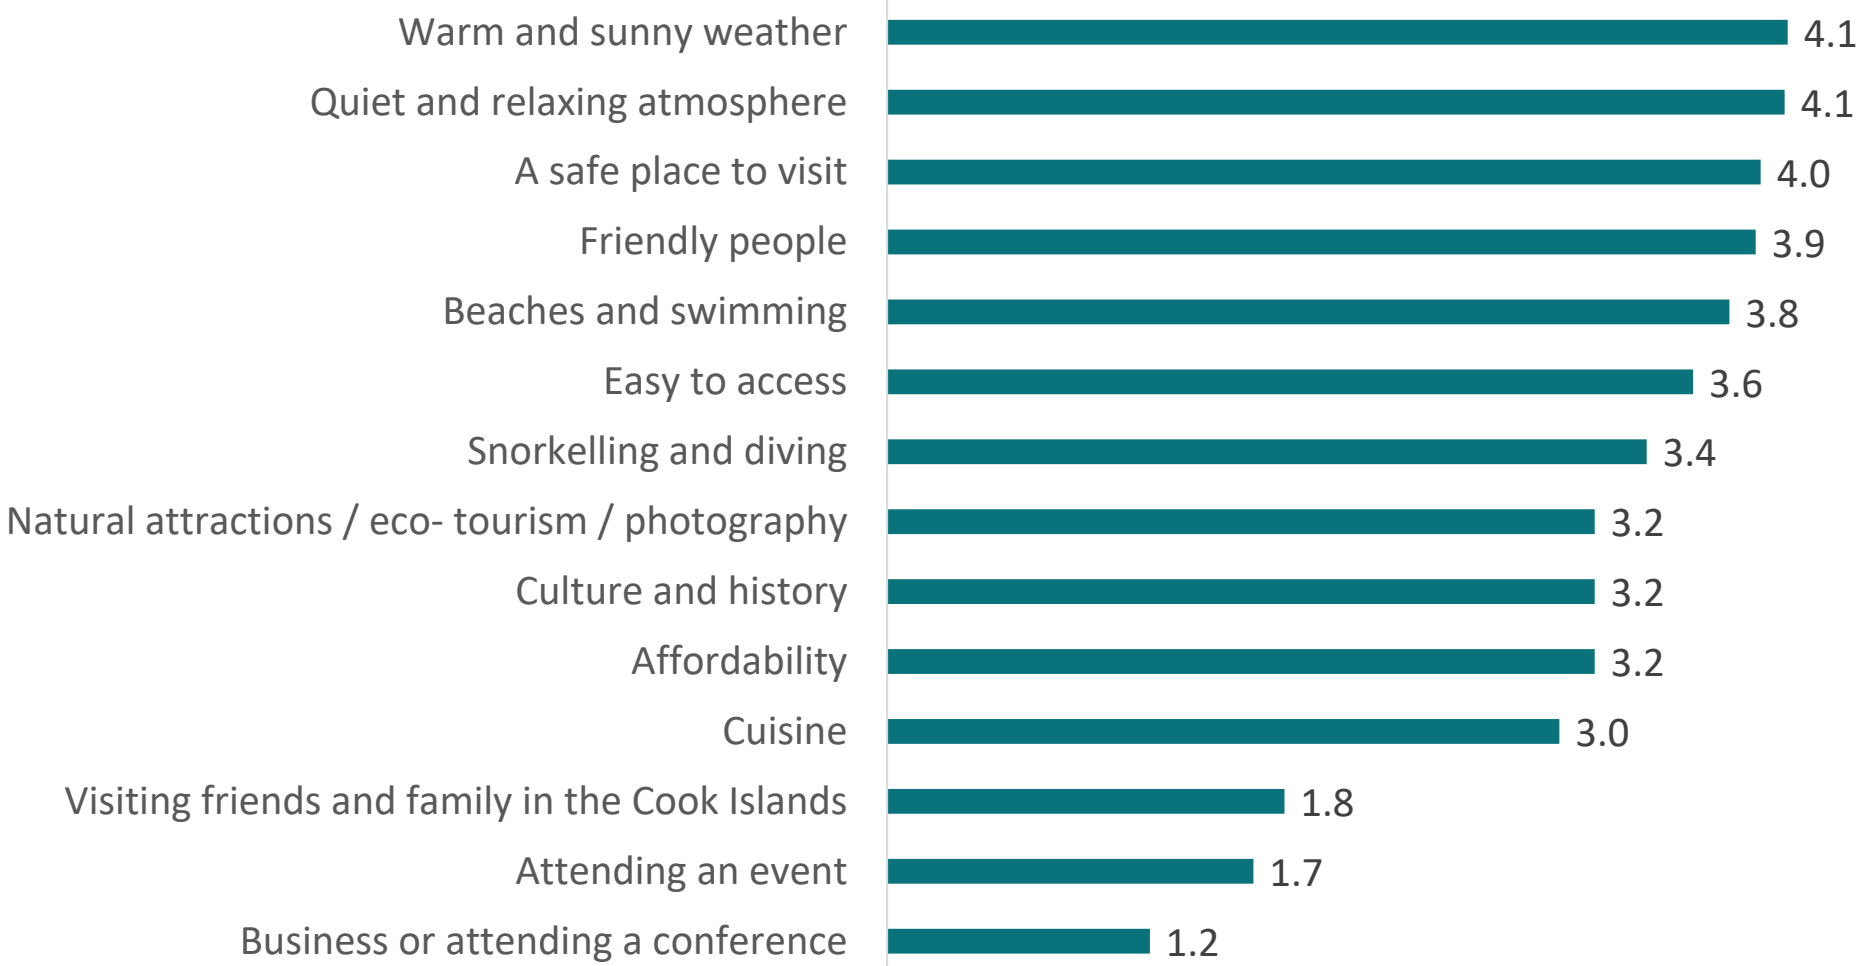 Warm and sunny weather 4.1
Quiet and relaxing atmosphere 4.1
A safe place to visit 4.0
Friendly people 3.9
Beaches and swimming 3.8
Easy to access 3.6
Snorkelling and diving 3.4
Natural attractions / eco- tourism / photography 3.2
Culture and history 3.2
Affordability 3.2
Cuisine 3.0
Visiting friends and family in the Cook Islands 1.8
Attending an event 1.7
Business or attending a conference 1.2